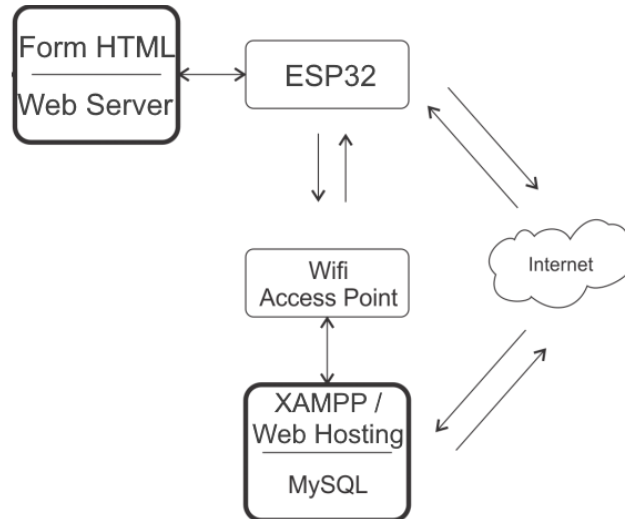 Form HTML
Web Server
ESP32
Wifi
Access Point
Internet
XAMPP /
Web Hosting
MySQL